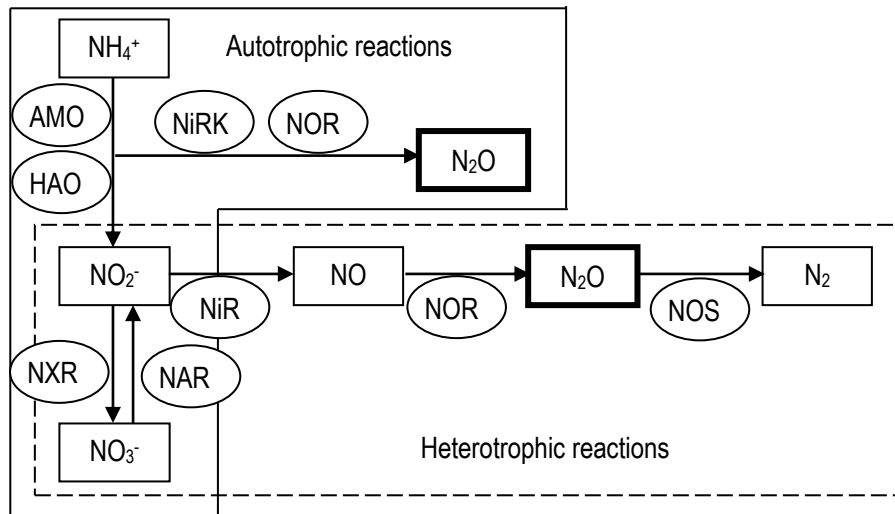 NH₄⁺
Autotrophic reactions
AMO
NiRK
NOR
N₂O
HAO
NO₂⁻
NO
N₂O
N₂
NiR
NOR
NOS
NXR
NAR
NO₃⁻
Heterotrophic reactions